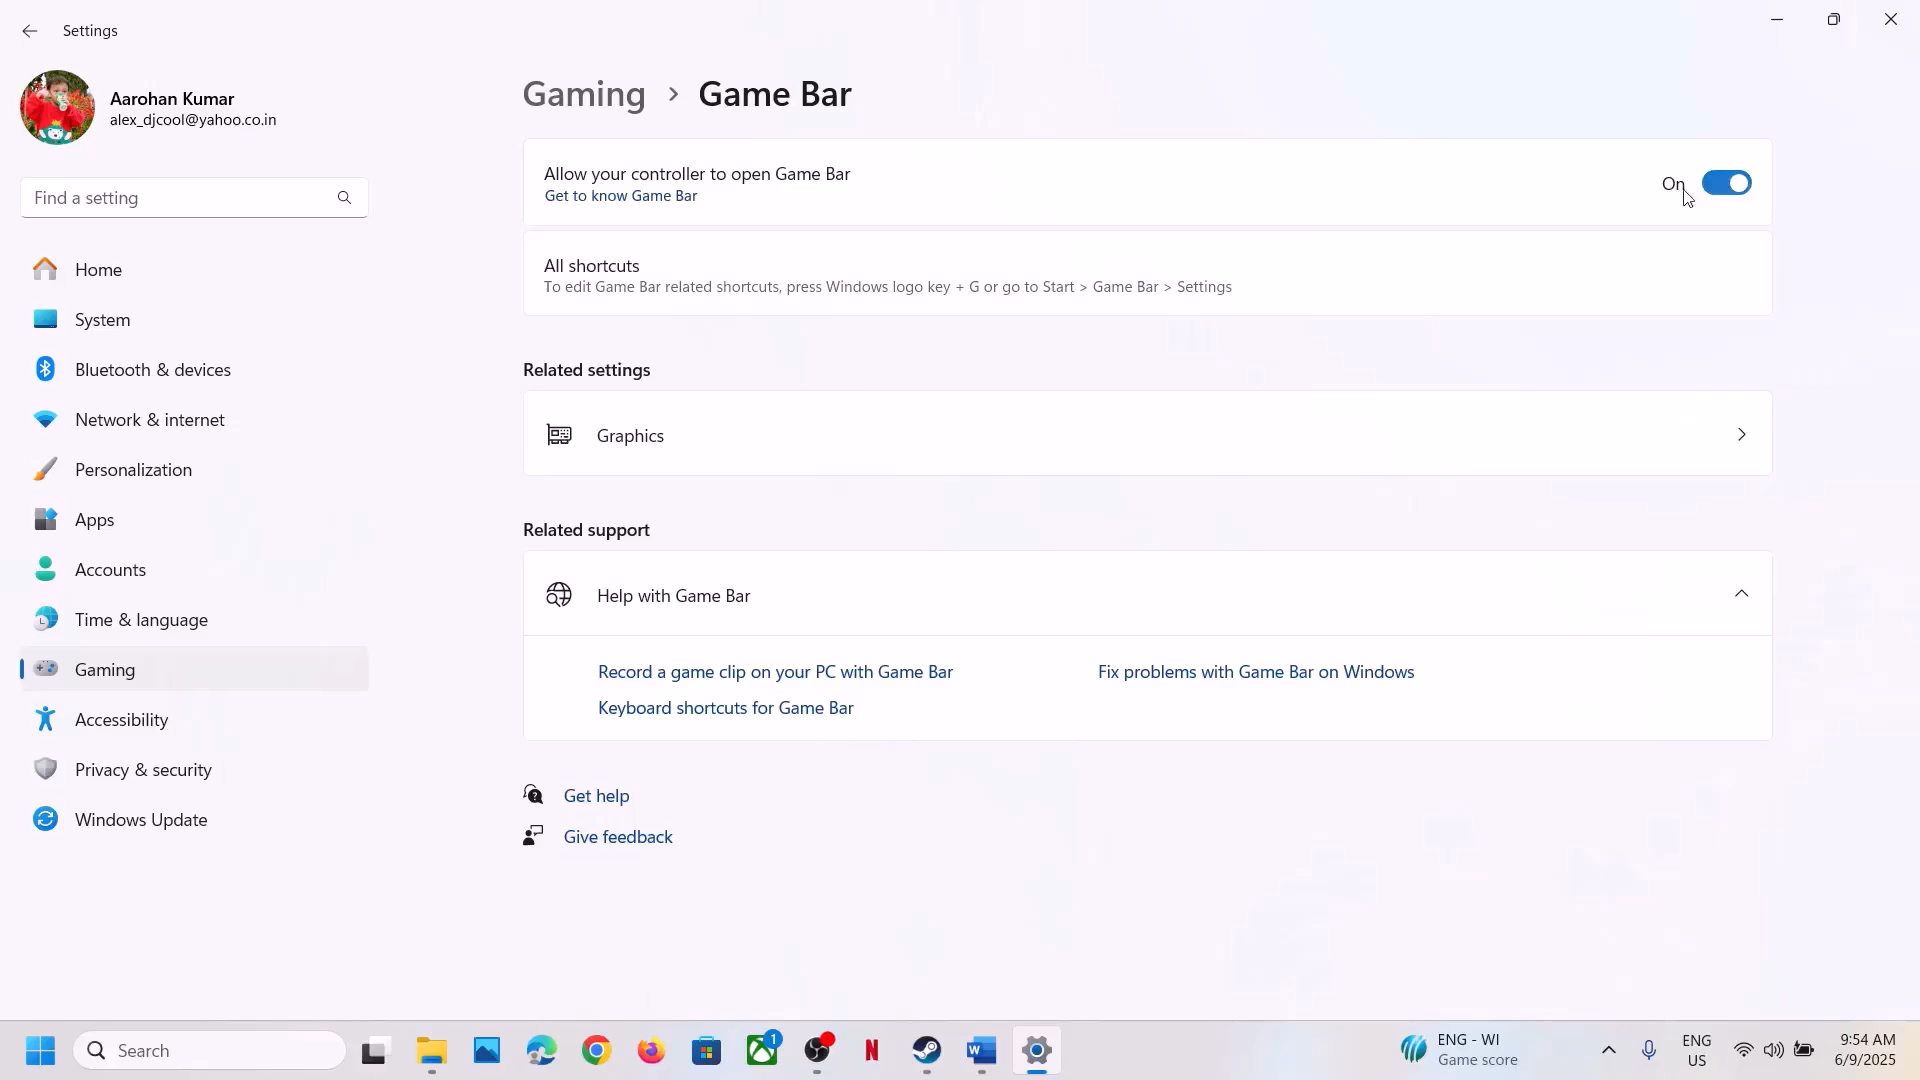 Settings
Aarohan Kumar
alex_djcool@yahoo.co.in
Find a setting
Home
System
Bluetooth & devices
Network & internet
Personalization
Apps
Accounts
Time & language
Gaming
Accessibility
Privacy & security
Windows Update
Gaming > Game Bar
Allow your controller to open Game Bar
Get to know Game Bar
On
All shortcuts
To edit Game Bar related shortcuts, press Windows logo key + G or go to Start > Game Bar > Settings
Related settings
Graphics
Related support
Help with Game Bar
Record a game clip on your PC with Game Bar
Fix problems with Game Bar on Windows
Keyboard shortcuts for Game Bar
Get help
Give feedback
Search
1
ENG - WI
Game score
ENG
US
9:54 AM
6/9/2025